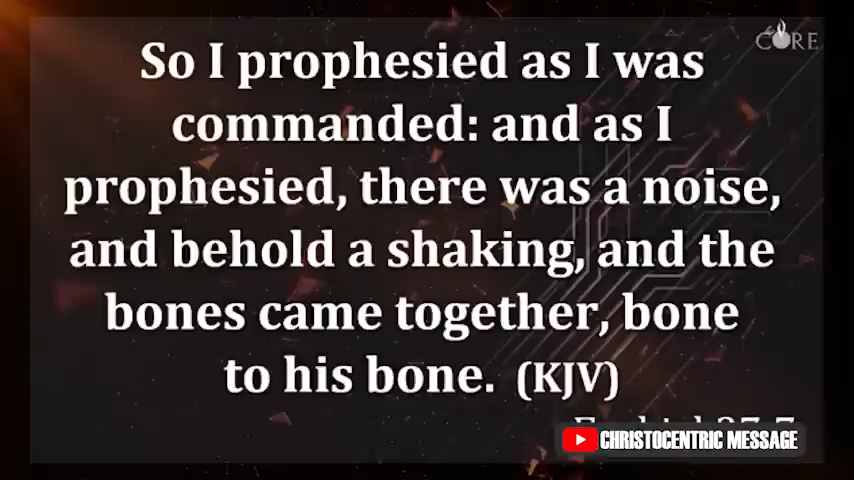 CORE
So I prophesied as I was
commanded: and as I
prophesied, there was a noise,
and behold a shaking, and the
bones came together, bone
to his bone. (KJV)
CHRISTOCENTRIC MESSAGE